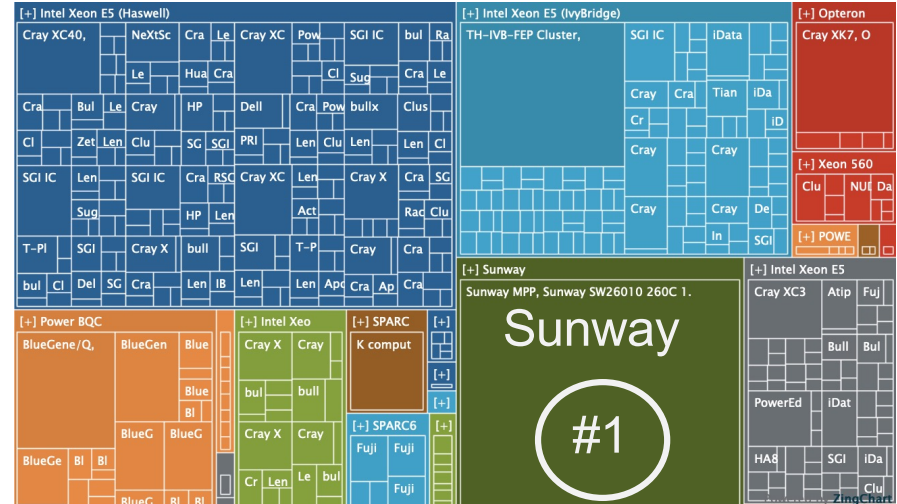 [+] Intel Xeon E5 (Haswell)
Cray XC40,
NeXtSc
Cra
Le
Cray XC
Pow
SGI IC
bul
Ra
Le
Hua
Cra
Cl
Sug
Cra
Le
Cra
Bul
Le
Cray
HP
Dell
Cra
Pow
bullx
Clus
Cl
Zet
Len
Clu
SG
SGI
PRI
Len
Clu
Len
Len
Cl
SGI IC
Len
SGI IC
Cra
RSC
Cray XC
Len
Cray X
Cra
SG
Sug
HP
Len
Act
Rac
Clu
T-Pl
SGI
Cray X
bull
SGI
T-P
Cray
Cra
bul
Cl
Del
SG
Cra
Len
IB
Len
Len
Apo
Cra
Ap
Cra
[+] Intel Xeon E5 (IvyBridge)
TH-IVB-FEP Cluster,
SGI IC
iData
Cray
Cra
Tian
iDa
Cr
iD
Cray
Cray
Cray
Cray
De
In
SGI
[+] Opteron
Cray XK7, O
[+] Xeon 560
Clu
NUD
Da
[+] POWE
[+] Sunway
Sunway MPP, Sunway SW26010 260C 1.
Sunway
#1
[+] Intel Xeon E5
Cray XC3
Atip
Fuj
Bull
Bul
PowerEd
iDat
HA8
SGI
iDa
Clu
[+] Power BQC
BlueGene/Q,
BlueGen
Blue
Blue
Bl
BlueG
BlueG
BlueGe
Bl
Bl
BlueG
Bl
Bl
[+] Intel Xeo
Cray X
Cray
bul
bull
Cray X
Cray
Cr
Len
Le
bul
[+] SPARC
K comput
[+]
[+]
[+]
[+] SPARC6
Fuji
Fuji
Fuji
[+]
ZingChart